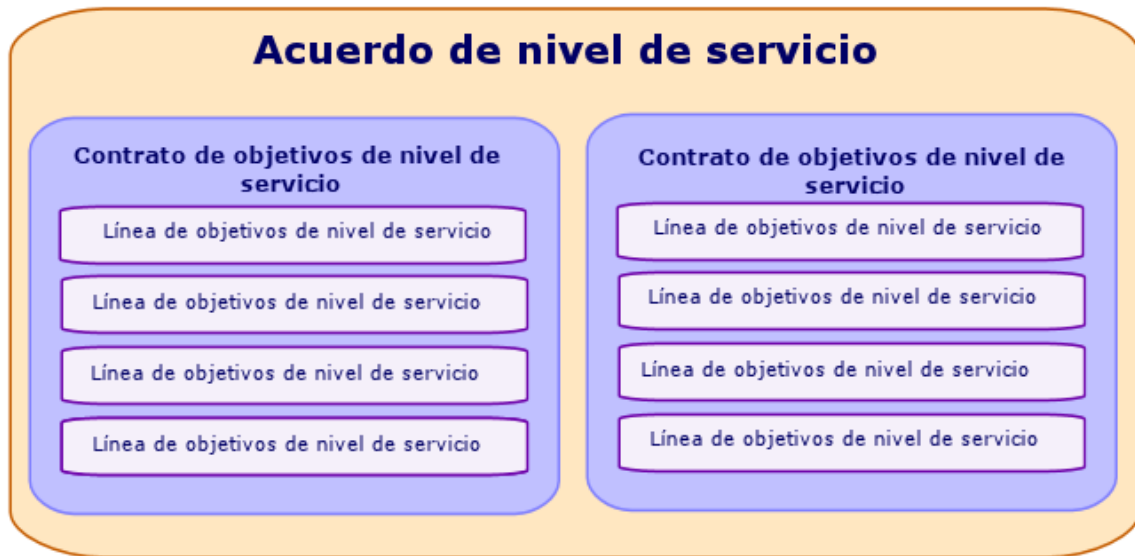 Acuerdo de nivel de servicio
Contrato de objetivos de nivel de
servicio
Línea de objetivos de nivel de servicio
Línea de objetivos de nivel de servicio
Línea de objetivos de nivel de servicio
Línea de objetivos de nivel de servicio
Contrato de objetivos de nivel de
servicio
Línea de objetivos de nivel de servicio
Línea de objetivos de nivel de servicio
Línea de objetivos de nivel de servicio
Línea de objetivos de nivel de servicio